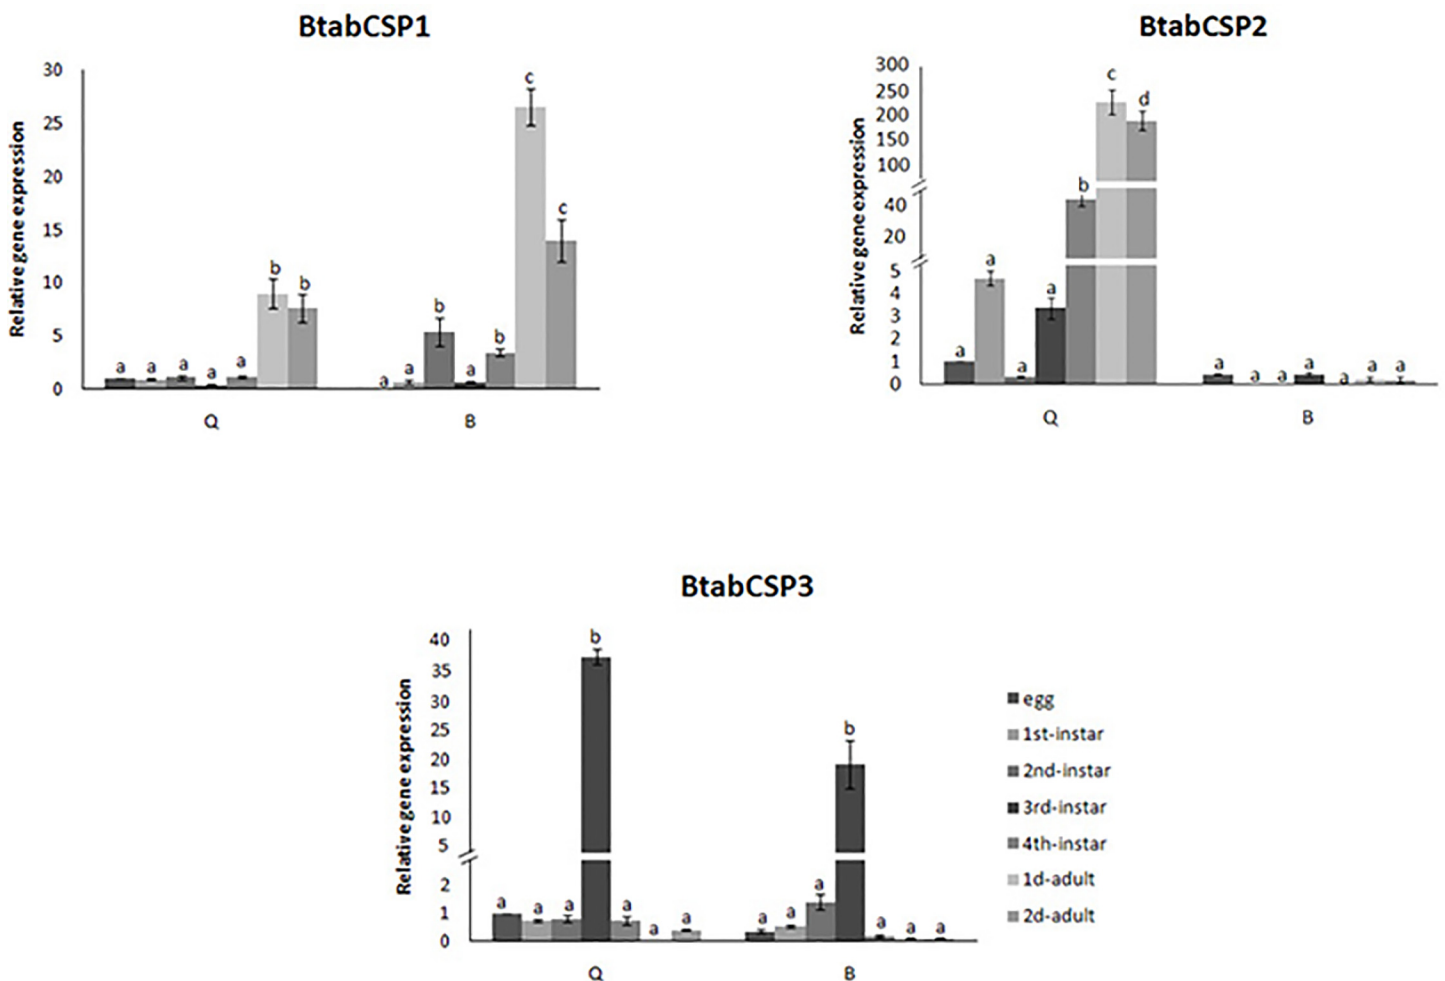 BtabCSP1
30
25
20
15
10
5
0
Relative gene expression
a a a a a b b
a a b a b c c
Q B
BtabCSP2
300
250
200
150
100
40
20
5
4
3
2
1
0
Relative gene expression
a a a a b c d
a a a a a a a
Q B
BtabCSP3
40
35
30
25
20
15
10
5
2
1
0
Relative gene expression
a a a b a a a
a a a b a a a
Q B
egg
1st-instar
2nd-instar
3rd-instar
4th-instar
1d-adult
2d-adult